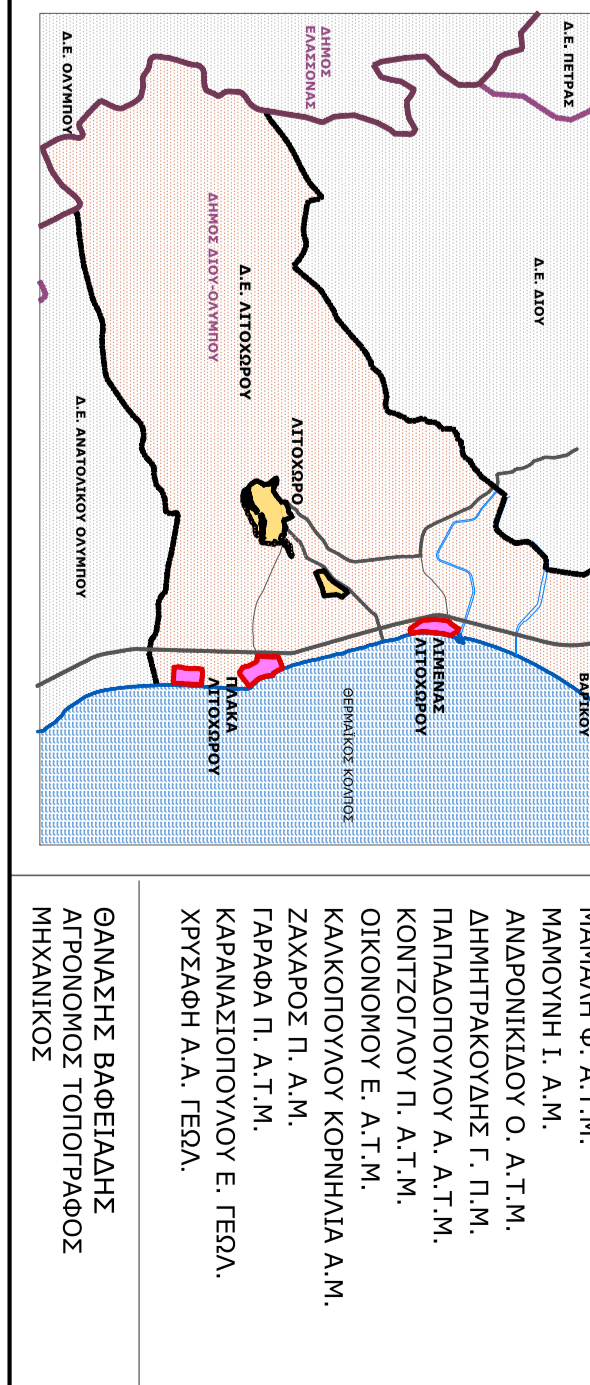 ΒΑΡΙΚΟΥ
Δ.Ε. ΠΕΤΡΑΣ
Δ.Ε. ΔΙΟΥ
ΛΙΜΕΝΑΣ
ΛΙΤΟΧΩΡΟΥ
ΘΕΡΜΑΪΚΟΣ ΚΟΛΠΟΣ
ΔΗΜΟΣ
ΕΛΑΣΣΟΝΑΣ
ΛΙΤΟΧΩΡΟ
Δ.Ε. ΛΙΤΟΧΩΡΟΥ
ΠΛΑΚΑ
ΛΙΤΟΧΩΡΟΥ
ΔΗΜΟΣ ΔΙΟΥ-ΟΛΥΜΠΟΥ
Δ.Ε. ΑΝΑΤΟΛΙΚΟΥ ΟΛΥΜΠΟΥ
Δ.Ε. ΟΛΥΜΠΟΥ
ΜΑΜΟΥΝΗ Ι. Α.Μ.
ΑΝΔΡΟΝΙΚΙΔΟΥ Ο. Α.Τ.Μ.
ΔΗΜΗΤΡΑΚΟΥΔΗΣ Γ. Π.Μ.
ΠΑΠΑΔΟΠΟΥΛΟΥ Α. Α.Τ.Μ.
ΚΟΝΤΖΟΓΛΟΥ Π. Α.Τ.Μ.
ΟΙΚΟΝΟΜΟΥ Ε. Α.Τ.Μ.
ΚΑΛΚΟΠΟΥΛΟΥ ΚΟΡΝΗΛΙΑ Α.Μ.
ΖΑΧΑΡΟΣ Π. Α.Μ.
ΓΑΡΑΦΑ Π. Α.Τ.Μ.
ΚΑΡΑΝΑΣΙΟΠΟΥΛΟΥ Ε. ΓΕΩΛ.
ΧΡΥΣΑΦΗ Α.Α. ΓΕΩΛ.
ΘΑΝΑΣΗΣ ΒΑΦΕΙΑΔΗΣ
ΑΓΡΟΝΟΜΟΣ ΤΟΠΟΓΡΑΦΟΣ
ΜΗΧΑΝΙΚΟΣ